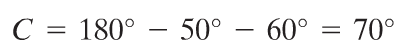 C = 180° − 50° − 60° = 70°